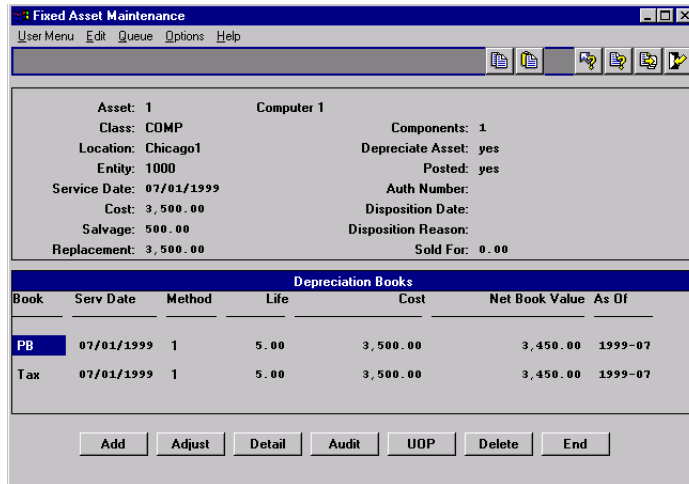 Fixed Asset Maintenance
User Menu Edit Queue Options Help
Asset: 1 Computer 1
Class: COMP Components: 1
Location: Chicago1 Depreciate Asset: yes
Entity: 1000 Posted: yes
Service Date: 07/01/1999 Auth Number:
Cost: 3,500.00 Disposition Date:
Salvage: 500.00 Disposition Reason:
Replacement: 3,500.00 Sold For: 0.00
Depreciation Books
Book Serv Date Method Life Cost Net Book Value As Of
PB 07/01/1999 1 5.00 3,500.00 3,450.00 1999-07
Tax 07/01/1999 1 5.00 3,500.00 3,450.00 1999-07
Add Adjust Detail Audit UOP Delete End